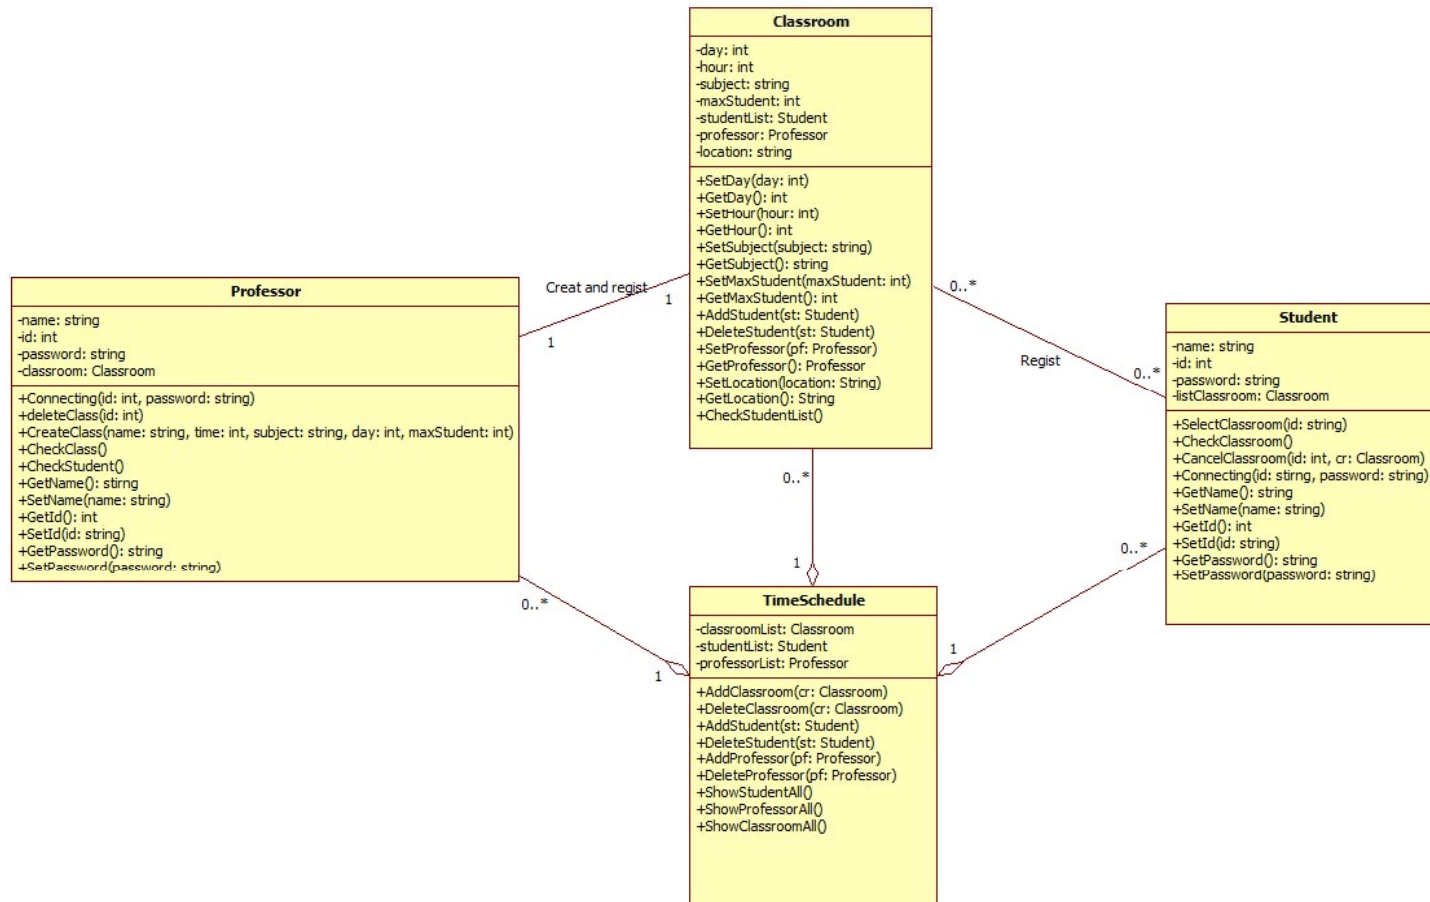 Classroom
-day: int
-hour: int
-subject: string
-maxStudent: int
-studentList: Student
-professor: Professor
-location: string
+SetDay(day: int)
+GetDay(): int
+SetHour(hour: int)
+GetHour(): int
+SetSubject(subject: string)
+GetSubject(): string
+SetMaxStudent(maxStudent: int)
+GetMaxStudent(): int
+AddStudent(st: Student)
+DeleteStudent(st: Student)
+SetProfessor(pf: Professor)
+GetProfessor(): Professor
+SetLocation(location: String)
+GetLocation(): String
+CheckStudentList()
Creat and regist
1
1
Professor
-name: string
-id: int
-password: string
-classroom: Classroom
+Connecting(id: int, password: string)
+deleteClass(id: int)
+CreateClass(name: string, time: int, subject: string, day: int, maxStudent: int)
+CheckClass()
+CheckStudent()
+GetName(): stirng
+SetName(name: string)
+GetId(): int
+SetId(id: string)
+GetPassword(): string
+SetPassword(password: string)
0..*
Regist
0..*
Student
-name: string
-id: int
-password: string
-listClassroom: Classroom
+SelectClassroom(id: string)
+CheckClassroom()
+CancelClassroom(id: int, cr: Classroom)
+Connecting(id: stirng, password: string)
+GetName(): string
+SetName(name: string)
+GetId(): int
+SetId(id: string)
+GetPassword(): string
+SetPassword(password: string)
0..*
1
0..*
1
0..*
1
TimeSchedule
-classroomList: Classroom
-studentList: Student
-professorList: Professor
+AddClassroom(cr: Classroom)
+DeleteClassroom(cr: Classroom)
+AddStudent(st: Student)
+DeleteStudent(st: Student)
+AddProfessor(pf: Professor)
+DeleteProfessor(pf: Professor)
+ShowStudentAll()
+ShowProfessorAll()
+ShowClassroomAll()